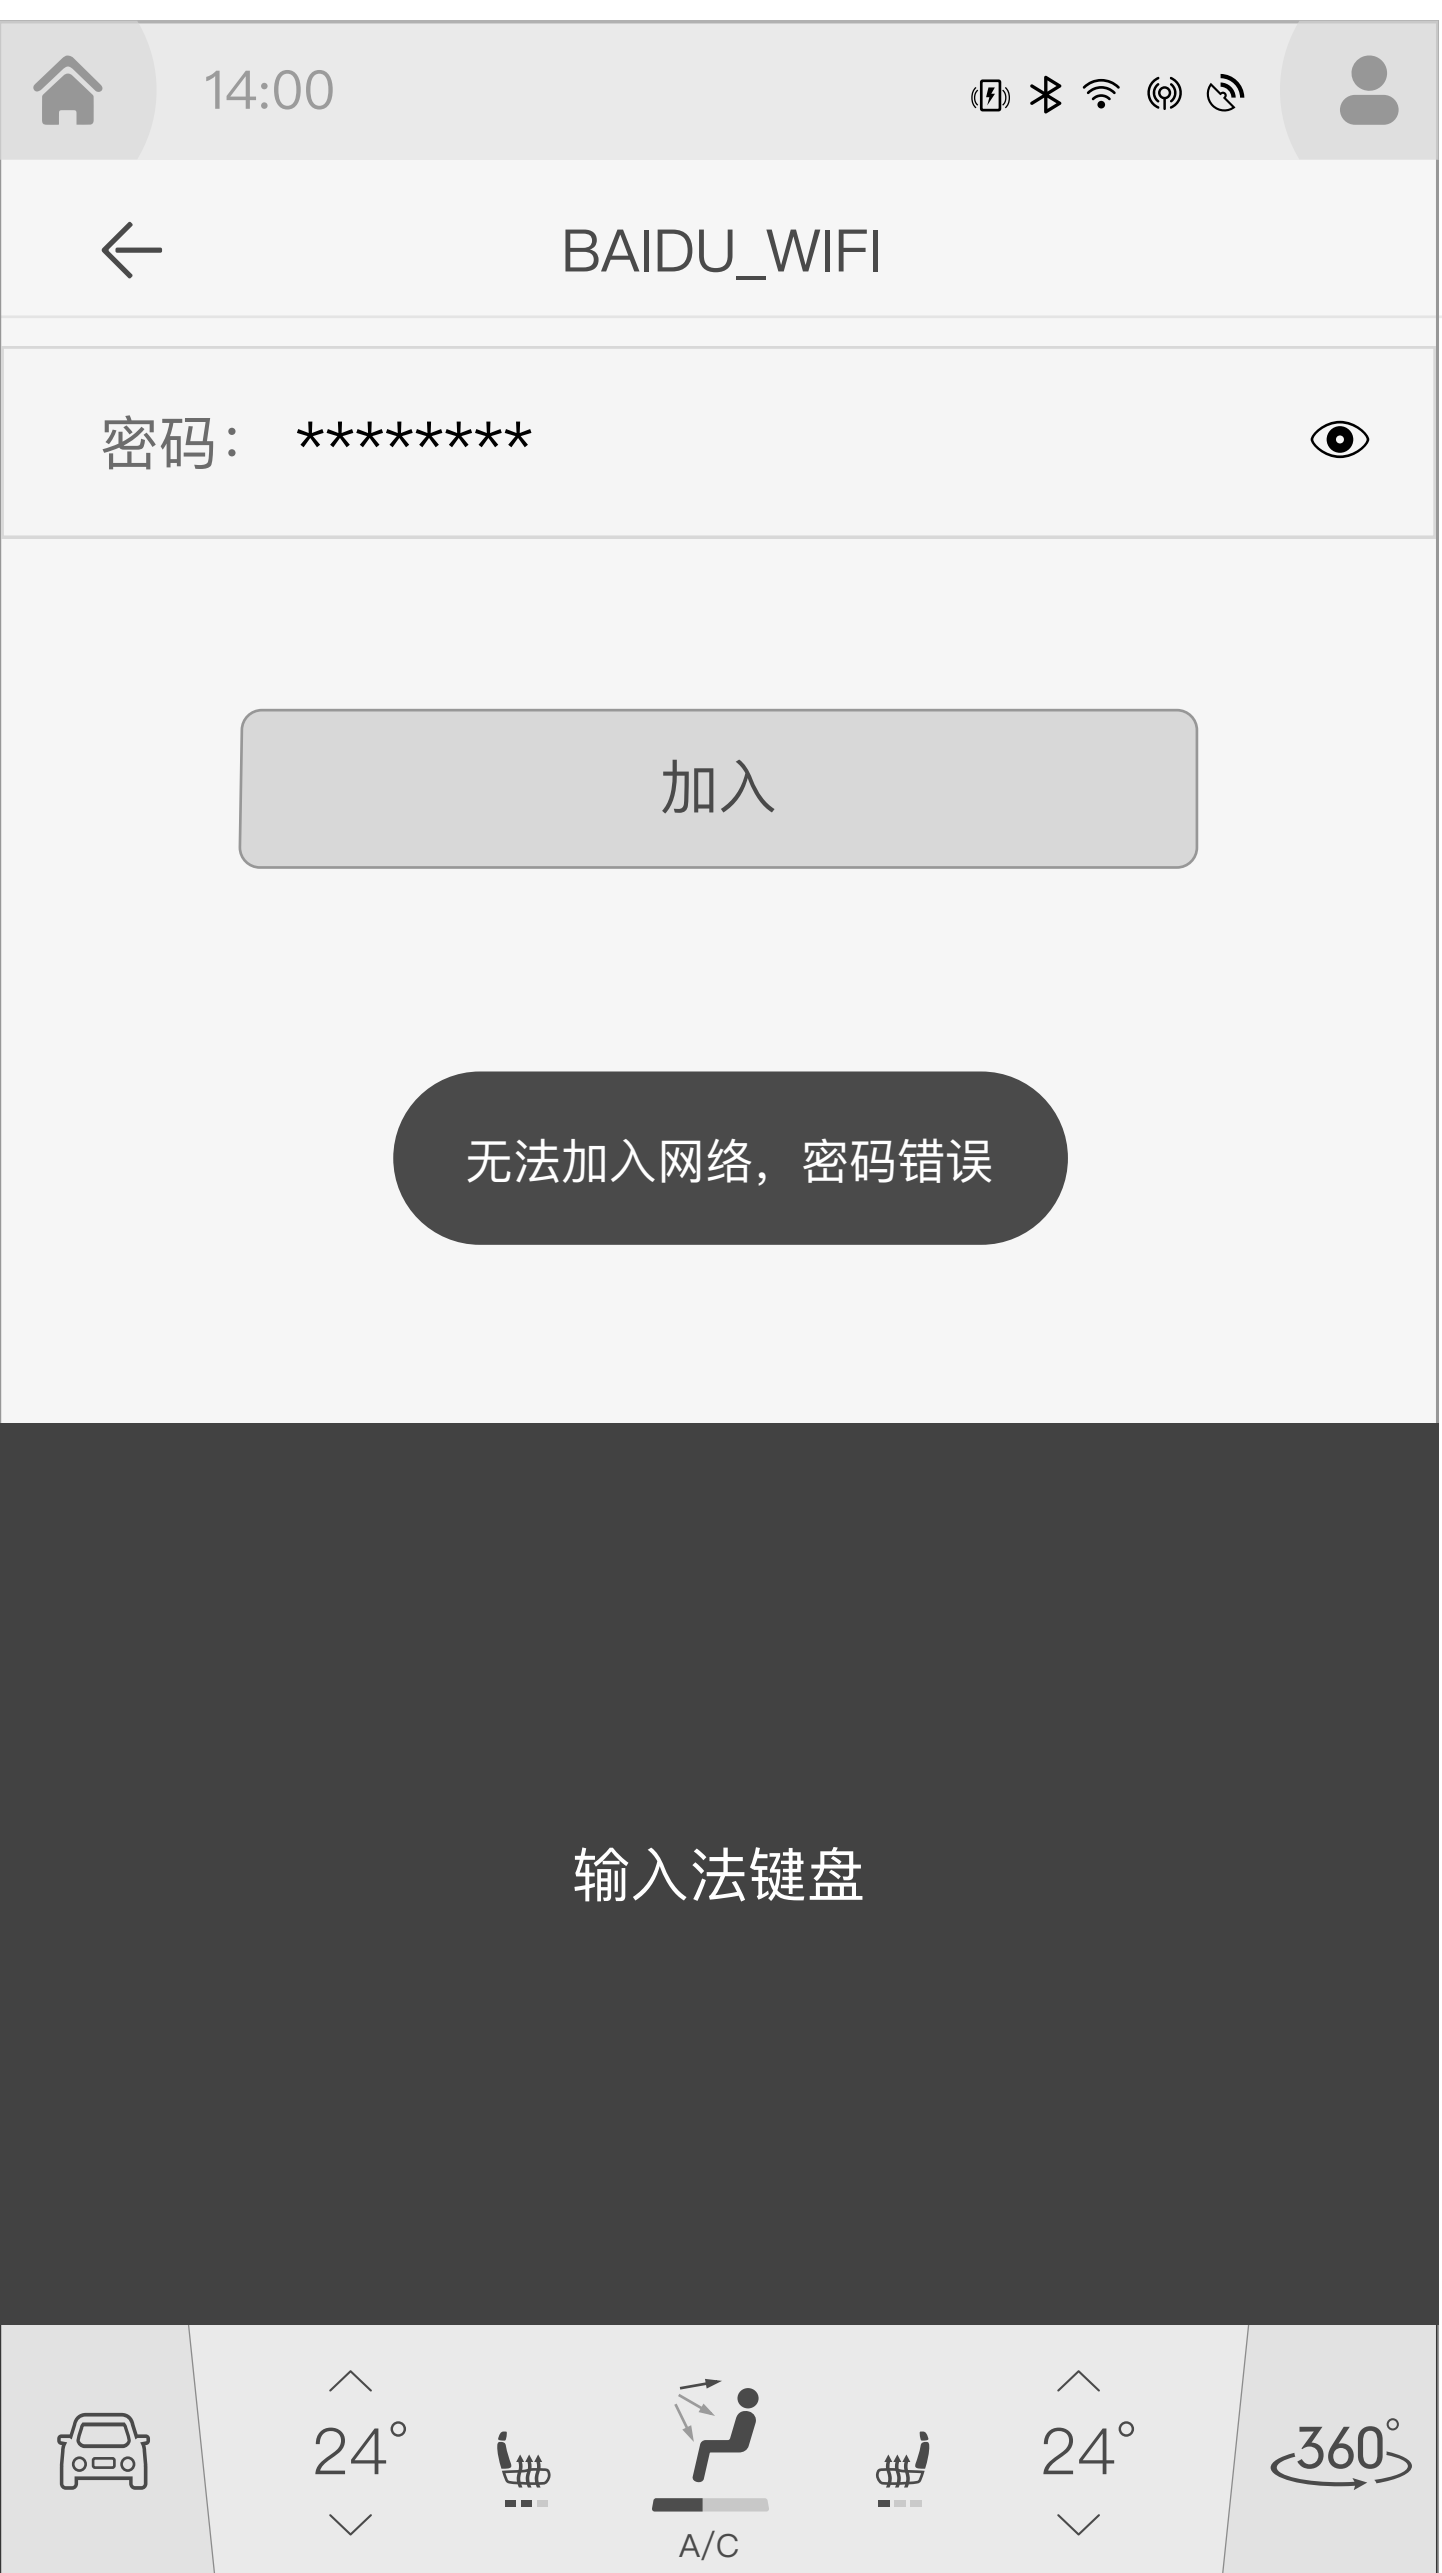 14:00
BAIDU_WIFI
密码： ********
加入
无法加入网络，密码错误
输入法键盘
24° 24° 360°
A/C